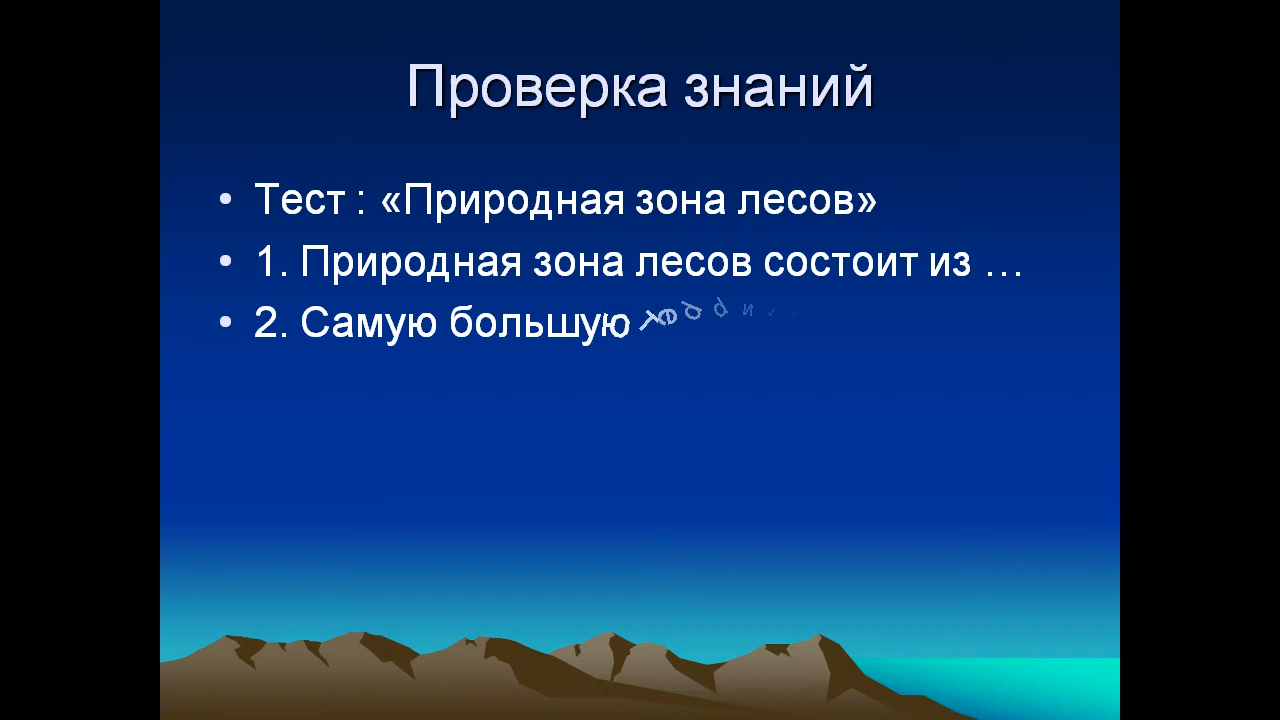 Проверка знаний
• Тест : «Природная зона лесов»
• 1. Природная зона лесов состоит из …
• 2. Самую большую